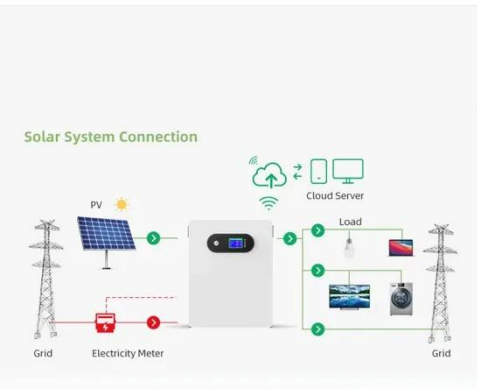 Solar System Connection
Cloud Server
PV
Load
Grid
Electricity Meter
Grid